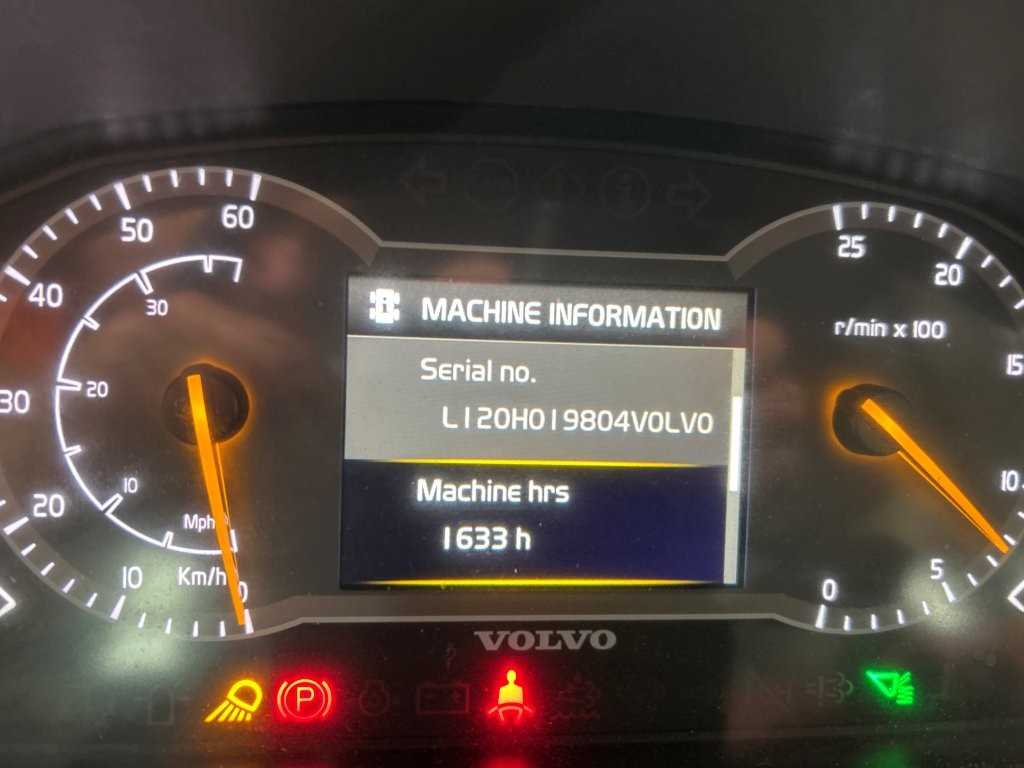 50
60
40
30
30
20
20
10
Mph
10
Km/h
0
MACHINE INFORMATION
Serial no.
L120H019804VOLVO
Machine hrs
1633 h
25
20
r/min x 100
15
10
5
0
VOLVO
P